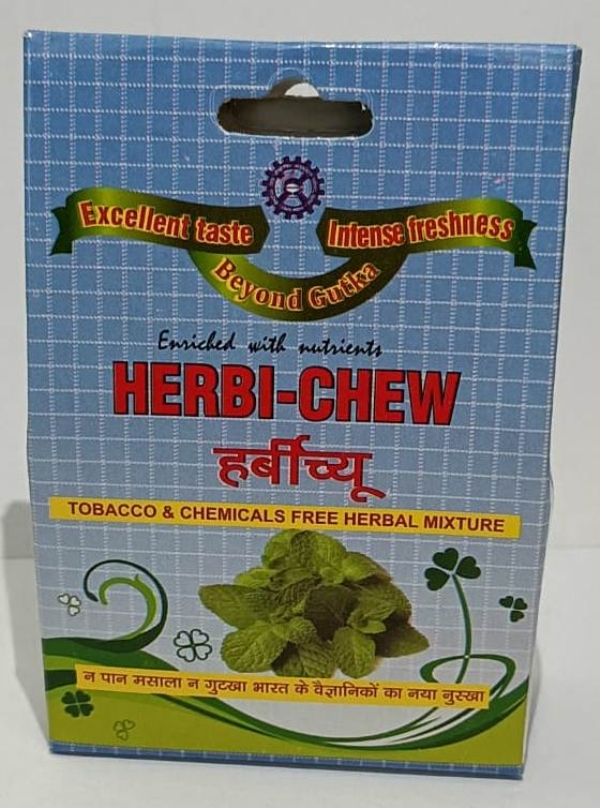 Excellent taste
Intense freshness
Beyond Gutka
Enriched with nutrients
HERBI-CHEW
हर्बीच्यू
TOBACCO & CHEMICALS FREE HERBAL MIXTURE
न पान मसाला न गुटखा भारत के वैज्ञानिकों का नया नुस्खा